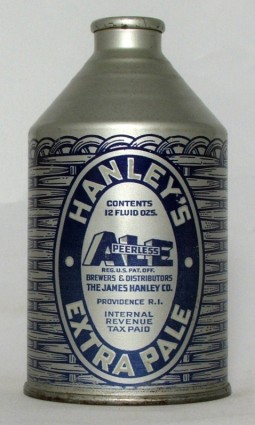 HANLEY'S
CONTENTS
12 FLUID OZS.
PEERLESS
ALE
REG. U.S. PAT. OFF.
BREWERS & DISTRIBUTORS
THE JAMES HANLEY CO.
PROVIDENCE R.I.
INTERNAL
REVENUE
TAX PAID
EXTRA PALE